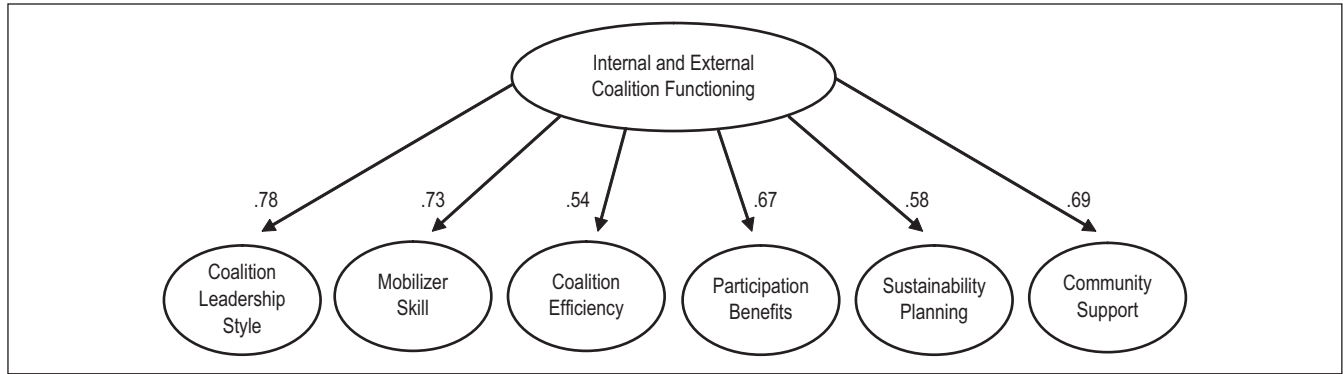 Internal and External
Coalition Functioning
.78
.73
.54
.67
.58
.69
Coalition
Leadership
Style
Mobilizer
Skill
Coalition
Efficiency
Participation
Benefits
Sustainability
Planning
Community
Support